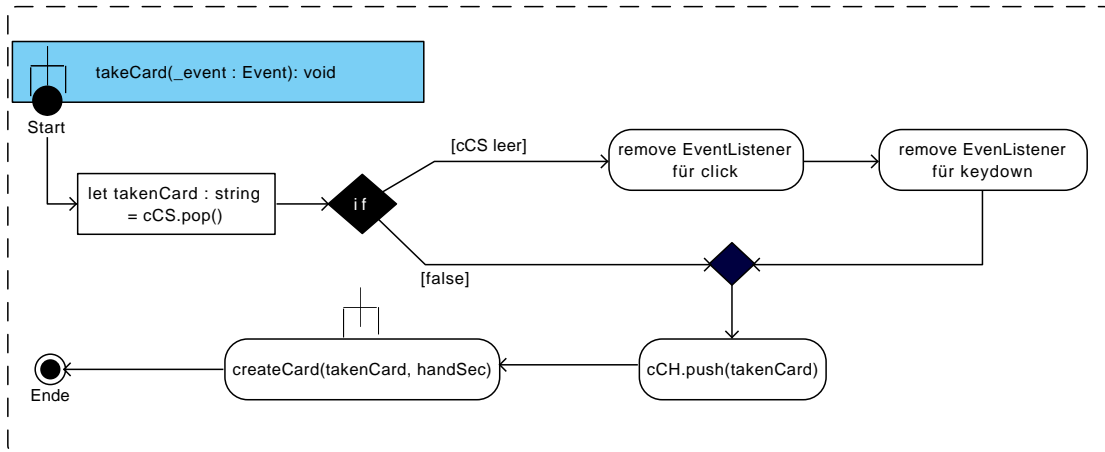 takeCard(_event : Event): void
Start
let takenCard : string
= cCS.pop()
if
[cCS leer]
remove EventListener
für click
remove EvenListener
für keydown
[false]
cCH.push(takenCard)
createCard(takenCard, handSec)
Ende